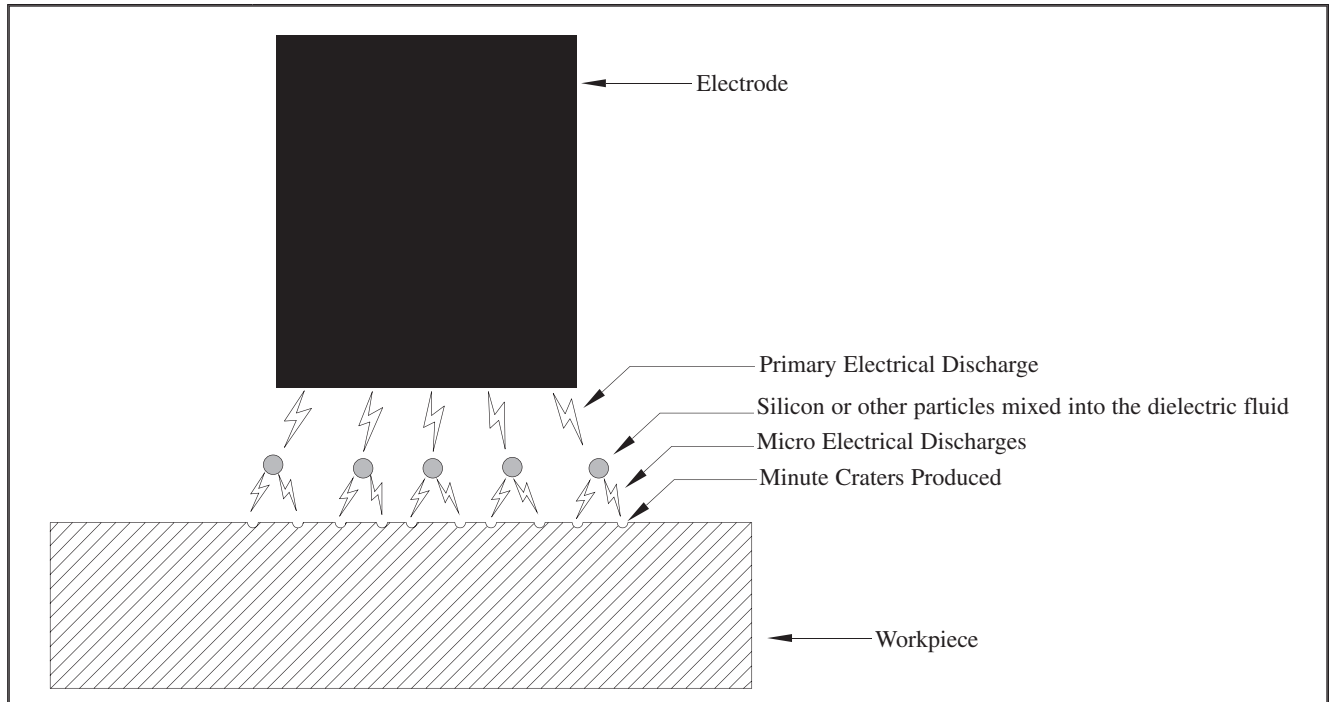 Electrode
Primary Electrical Discharge
Silicon or other particles mixed into the dielectric fluid
Micro Electrical Discharges
Minute Craters Produced
Workpiece